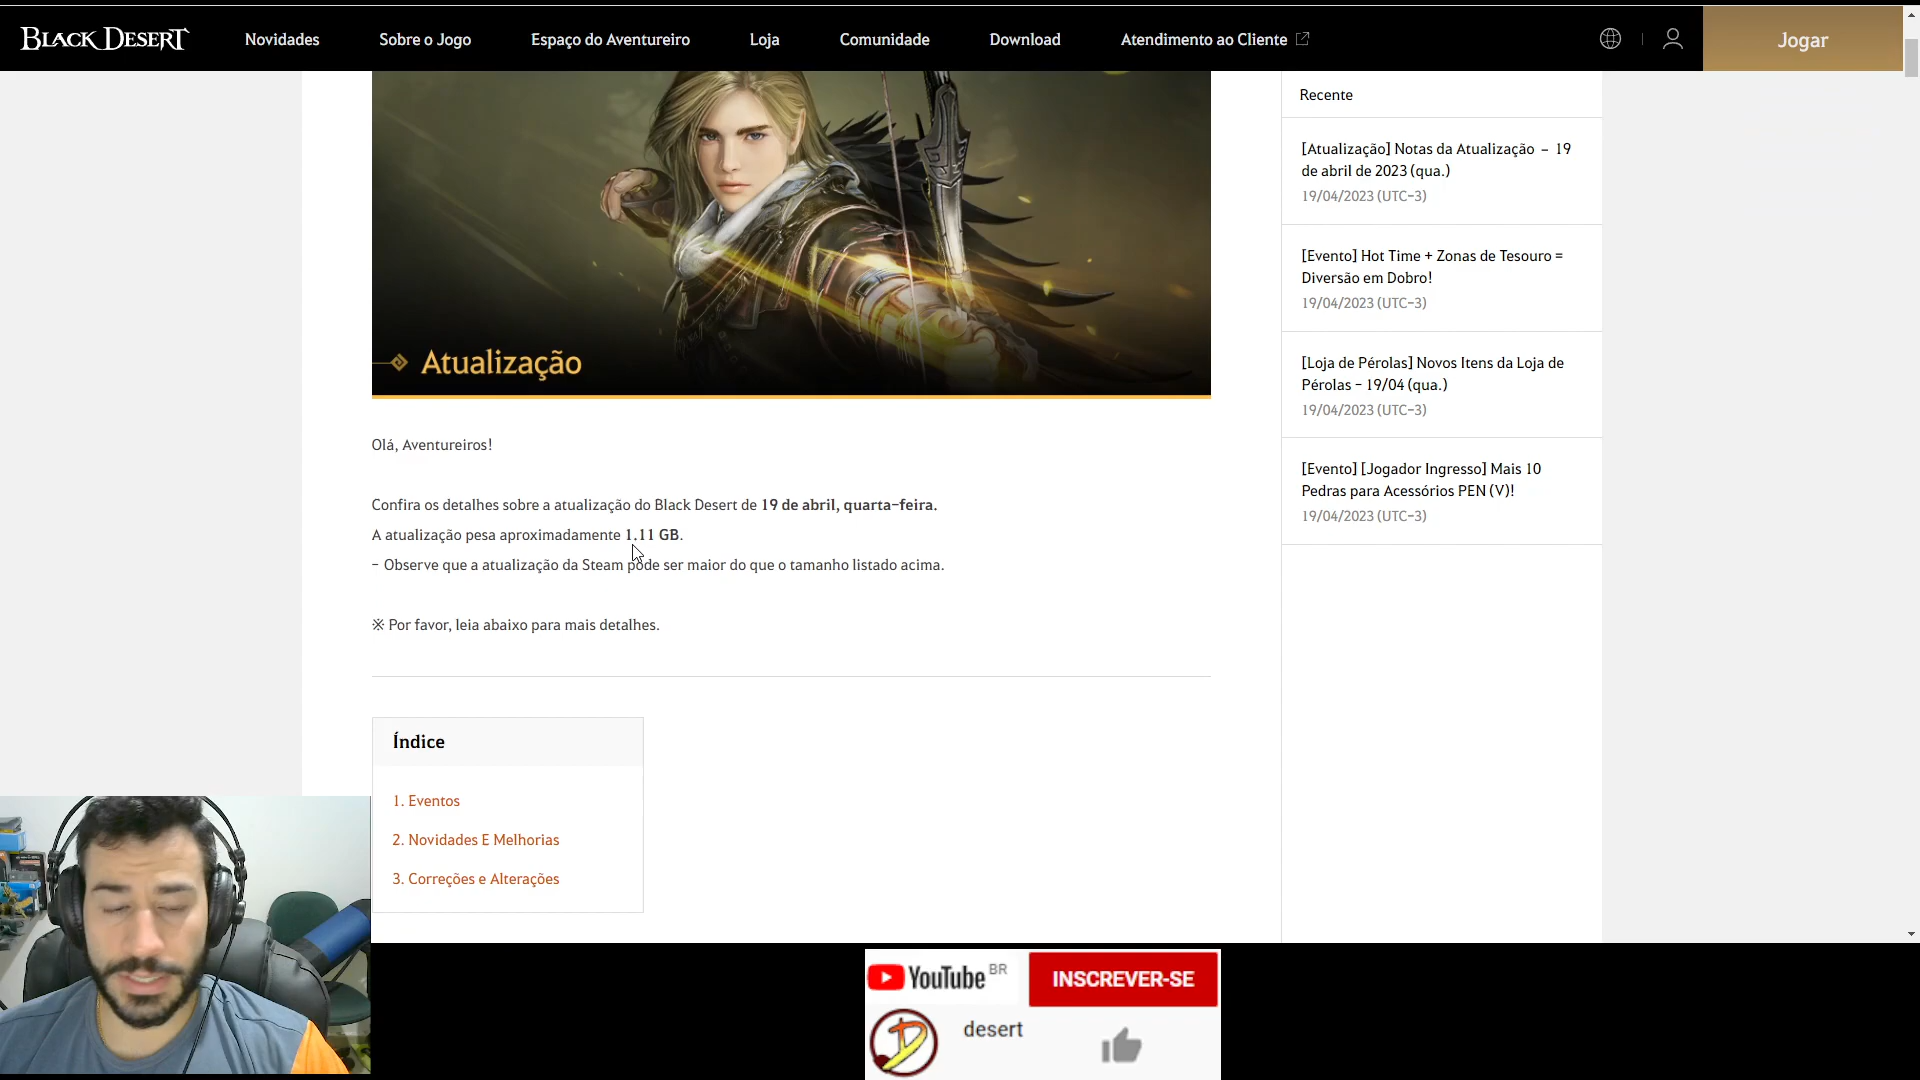 BLACK DESERT
Novidades
Sobre o Jogo
Espaço do Aventureiro
Loja
Comunidade
Download
Atendimento ao Cliente
Jogar
Atualização
Olá, Aventureiros!
Confira os detalhes sobre a atualização do Black Desert de 19 de abril, quarta-feira.
A atualização pesa aproximadamente 1.11 GB.
- Observe que a atualização da Steam pode ser maior do que o tamanho listado acima.
※ Por favor, leia abaixo para mais detalhes.
Índice
1. Eventos
2. Novidades E Melhorias
3. Correções e Alterações
Recente
[Atualização] Notas da Atualização - 19
de abril de 2023 (qua.)
19/04/2023 (UTC-3)
[Evento] Hot Time + Zonas de Tesouro =
Diversão em Dobro!
19/04/2023 (UTC-3)
[Loja de Pérolas] Novos Itens da Loja de
Pérolas - 19/04 (qua.)
19/04/2023 (UTC-3)
[Evento] [Jogador Ingresso] Mais 10
Pedras para Acessórios PEN (V)!
19/04/2023 (UTC-3)
YouTube BR
INSCREVER-SE
D
desert